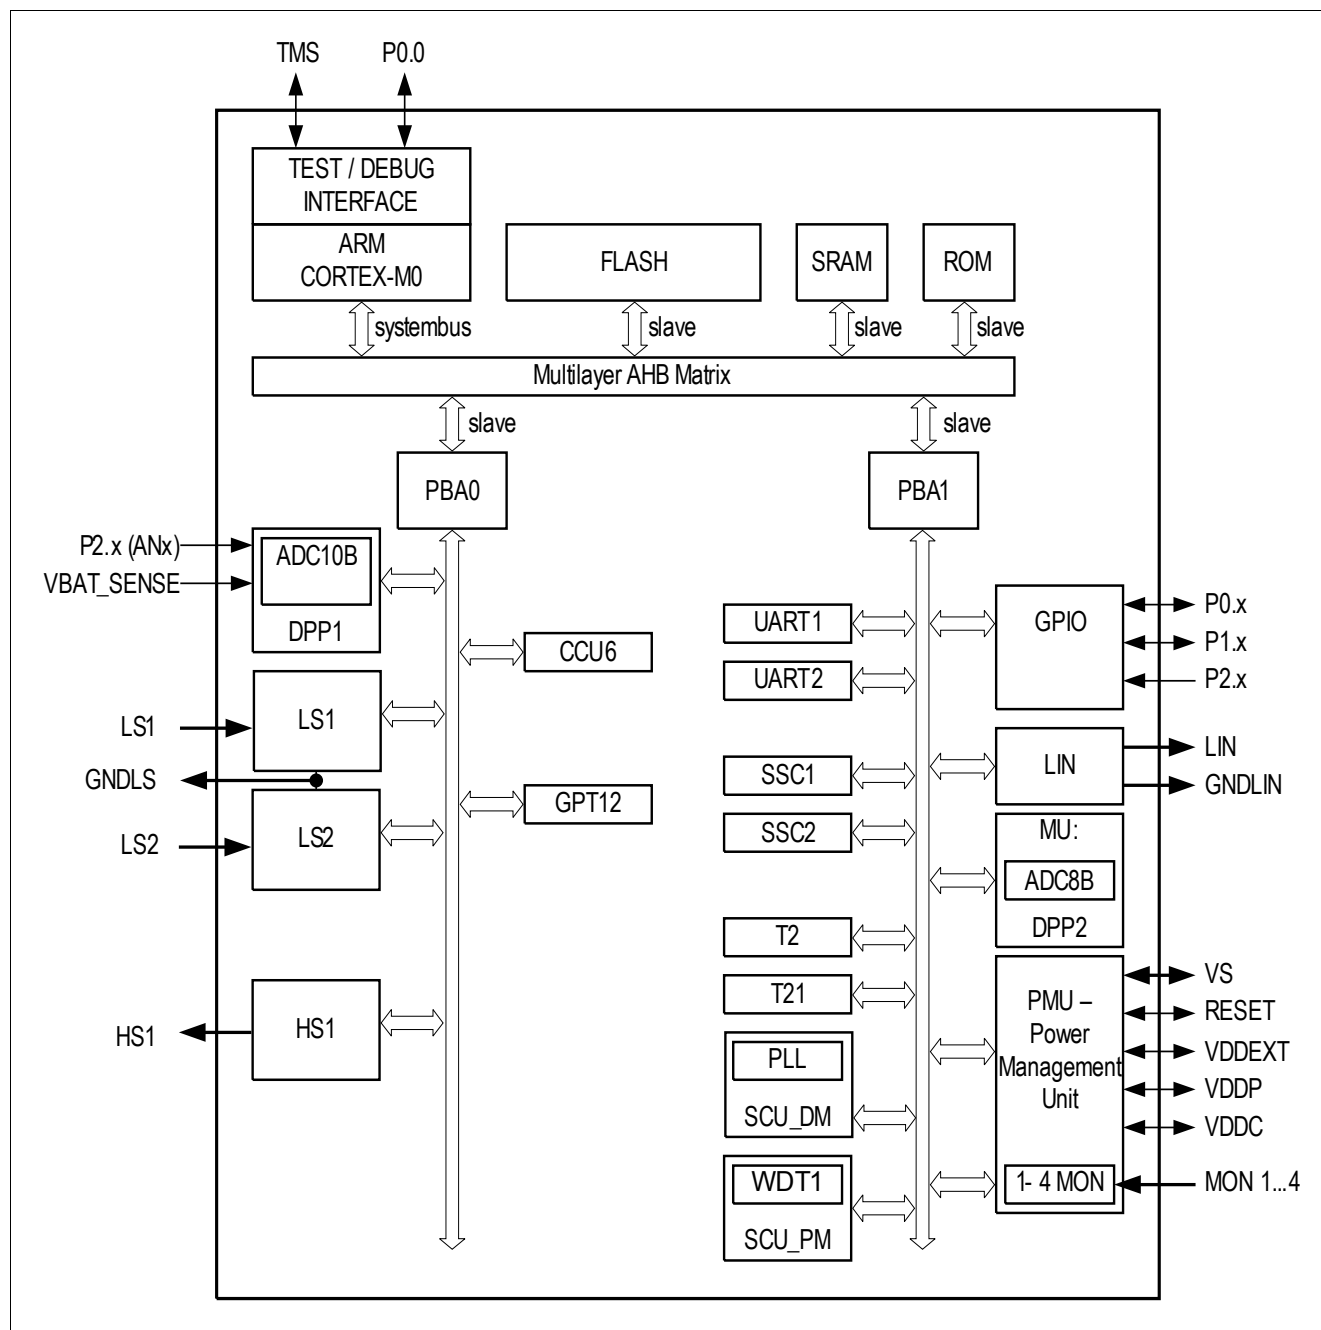 TMS
P0.0
TEST / DEBUG
INTERFACE
ARM
CORTEX-M0
FLASH
SRAM
ROM
systembus
slave
slave
slave
Multilayer AHB Matrix
slave
slave
PBA0
PBA1
P2.x (ANx)
VBAT_SENSE
ADC10B
DPP1
CCU6
LS1
LS1
GNDLS
GPT12
LS2
LS2
HS1
HS1
UART1
UART2
SSC1
SSC2
T2
T21
PLL
SCU_DM
WDT1
SCU_PM
GPIO
P0.x
P1.x
P2.x
LIN
LIN
GNDLIN
MU:
ADC8B
DPP2
PMU –
Power
Management
Unit
VS
RESET
VDDEXT
VDDP
VDDC
1- 4 MON
MON 1...4